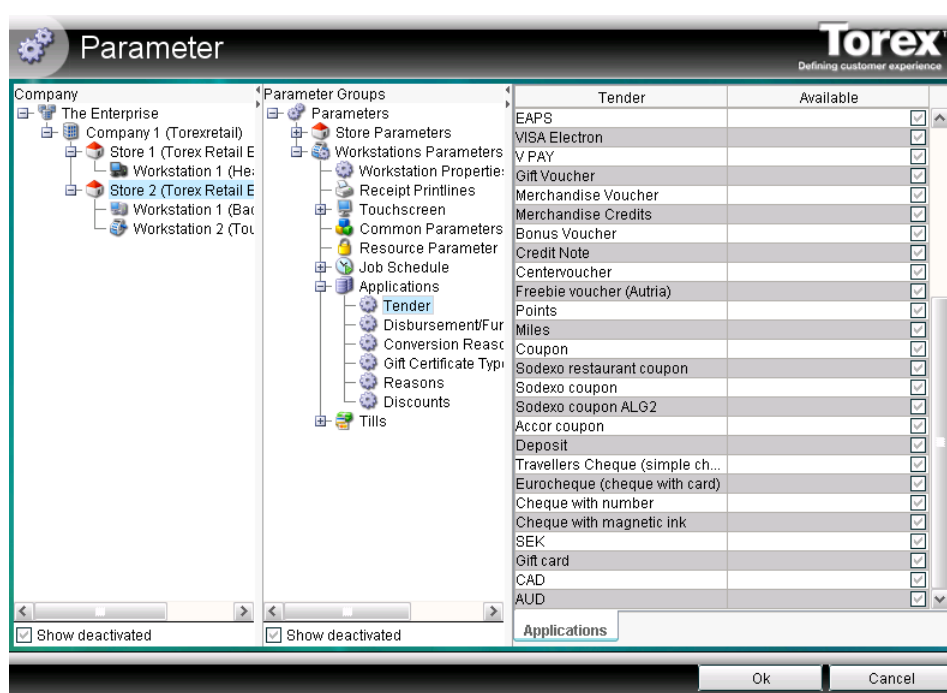 Parameter
Torex
Defining customer experience
Company
The Enterprise
Company 1 (Torexretail)
Store 1 (Torex Retail E
Workstation 1 (Hea
Store 2 (Torex Retail E
Workstation 1 (Bac
Workstation 2 (Tou
Show deactivated
Parameter Groups
Parameters
Store Parameters
Workstations Parameters
Workstation Properties
Receipt Printlines
Touchscreen
Common Parameters
Resource Parameter
Job Schedule
Applications
Tender
Disbursement/Fun
Conversion Reaso
Gift Certificate Type
Reasons
Discounts
Tills
Show deactivated
Tender Available
EAPS
VISA Electron
V PAY
Gift Voucher
Merchandise Voucher
Merchandise Credits
Bonus Voucher
Credit Note
Centervoucher
Freebie voucher (Autria)
Points
Miles
Coupon
Sodexo restaurant coupon
Sodexo coupon
Sodexo coupon ALG2
Accor coupon
Deposit
Travellers Cheque (simple ch...
Eurocheque (cheque with card)
Cheque with number
Cheque with magnetic ink
SEK
Gift card
CAD
AUD
Applications
Ok Cancel